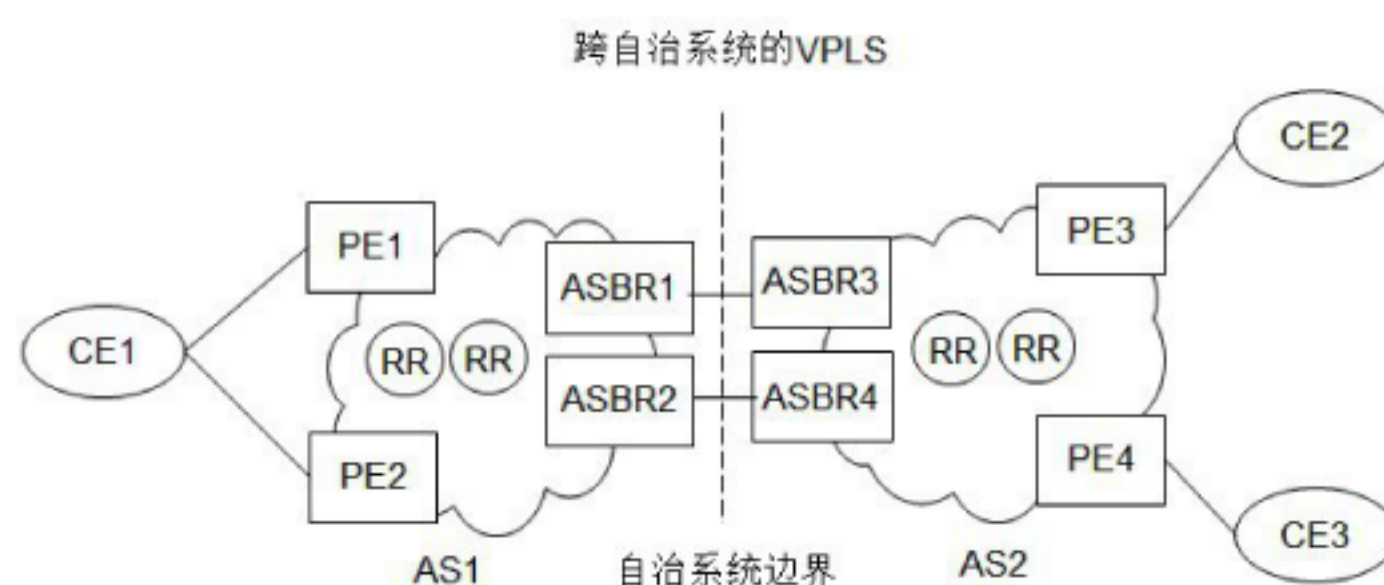 跨自治系统的VPLS
CE2
PE1
PE3
ASBR1
ASBR3
CE1
RR
RR
RR
RR
ASBR2
ASBR4
PE2
PE4
CE3
AS1
自治系统边界
AS2